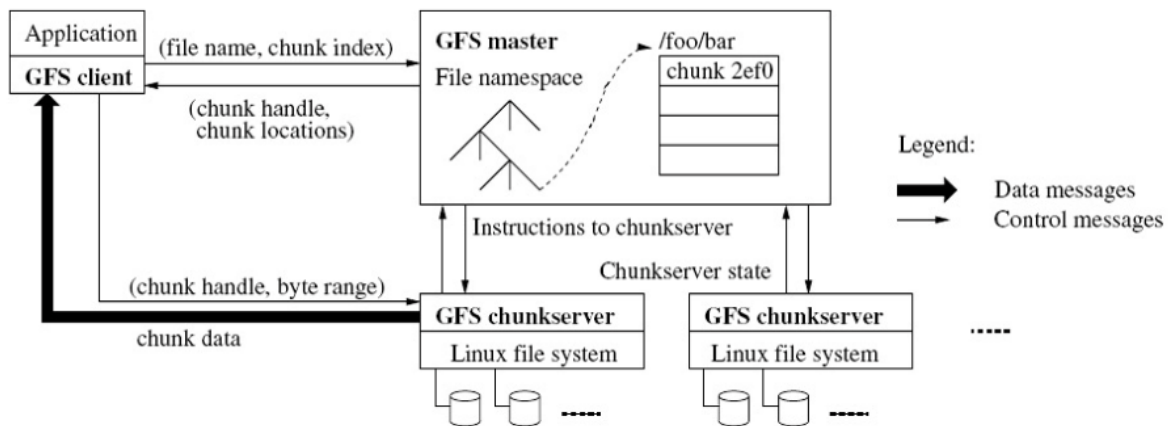 Application
GFS client
(file name, chunk index)
(chunk handle,
chunk locations)
GFS master
File namespace
/foo/bar
chunk 2ef0
Legend:
Data messages
Control messages
Instructions to chunkserver
Chunkserver state
(chunk handle, byte range)
chunk data
GFS chunkserver
Linux file system
GFS chunkserver
Linux file system